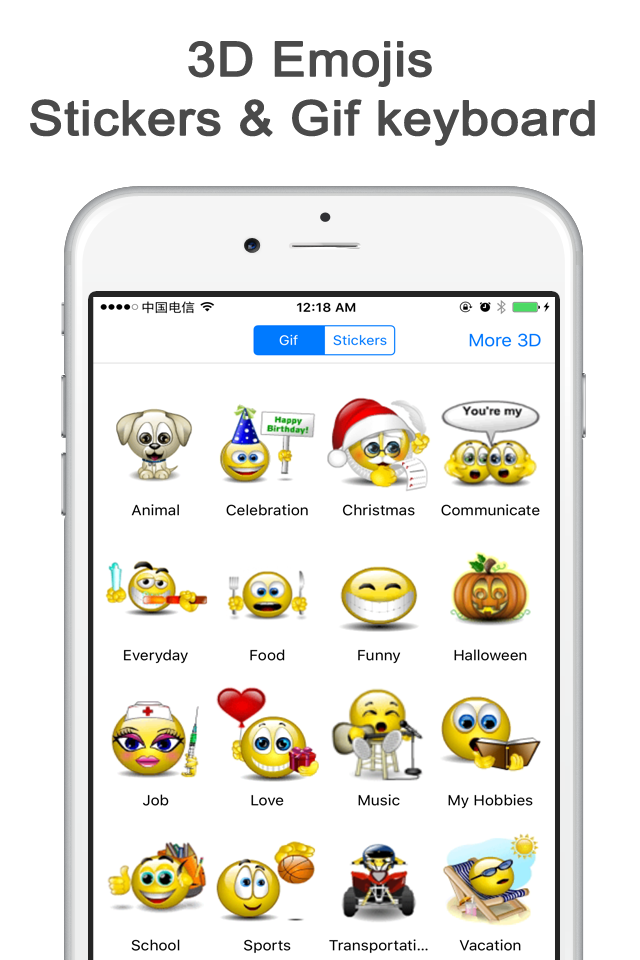 3D Emojis
Stickers & Gif keyboard
中国电信 12:18 AM
Gif Stickers More 3D
Happy
Birthday!
You're my
Animal Celebration Christmas Communicate
Everyday Food Funny Halloween
Job Love Music My Hobbies
School Sports Transportati... Vacation